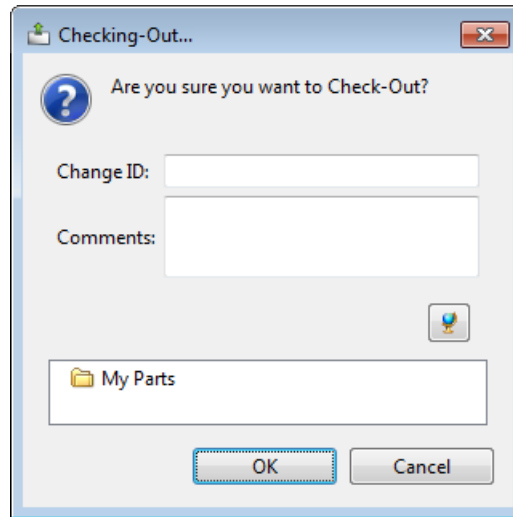 Checking-Out...
Are you sure you want to Check-Out?
Change ID:
Comments:
My Parts
OK
Cancel